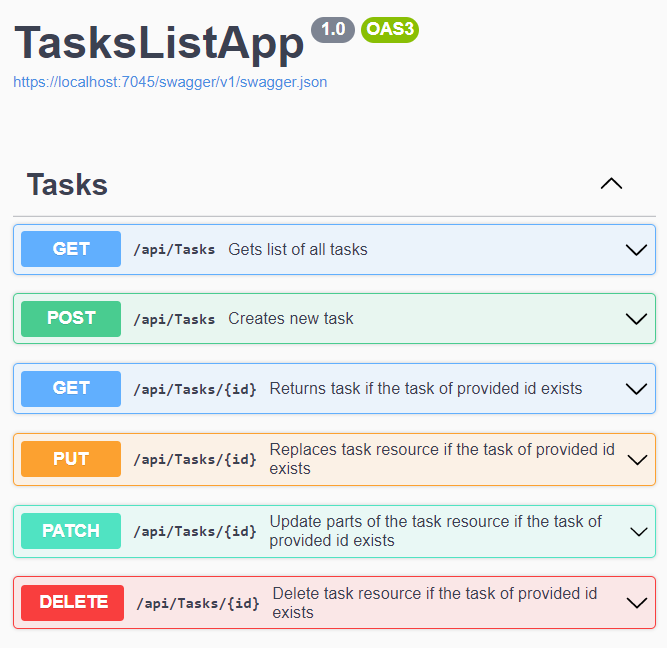 TasksListApp 1.0 OAS3
https://localhost:7045/swagger/v1/swagger.json
Tasks
GET /api/Tasks Gets list of all tasks
POST /api/Tasks Creates new task
GET /api/Tasks/{id} Returns task if the task of provided id exists
PUT /api/Tasks/{id} Replaces task resource if the task of provided id
exists
PATCH /api/Tasks/{id} Update parts of the task resource if the task of
provided id exists
DELETE /api/Tasks/{id} Delete task resource if the task of provided id
exists